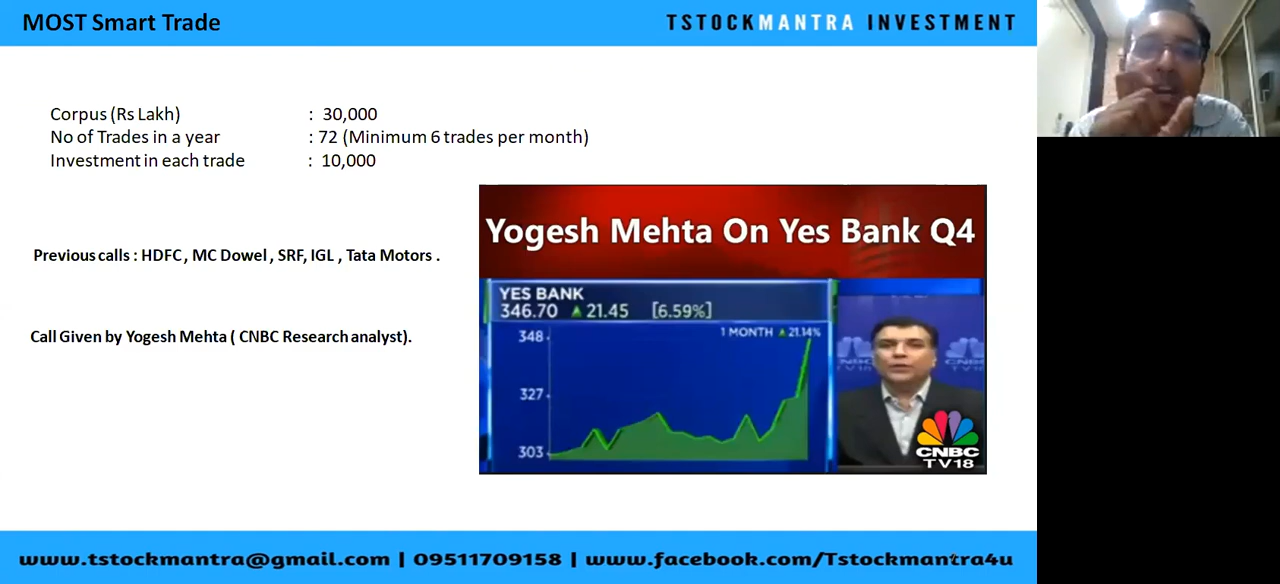 MOST Smart Trade
TSTOCKMANTRA INVESTMENT
Corpus (Rs Lakh) : 30,000
No of Trades in a year : 72 (Minimum 6 trades per month)
Investment in each trade : 10,000
Previous calls : HDFC , MC Dowel , SRF, IGL , Tata Motors .
Call Given by Yogesh Mehta ( CNBC Research analyst).
Yogesh Mehta On Yes Bank Q4
YES BANK
346.70 ▲ 21.45 [6.59%]
1 MONTH ▲ 21.14%
348
327
303
CNBC
TV18
www.tstockmantra@gmail.com | 09511709158 | www.facebook.com/Tstockmantra4u